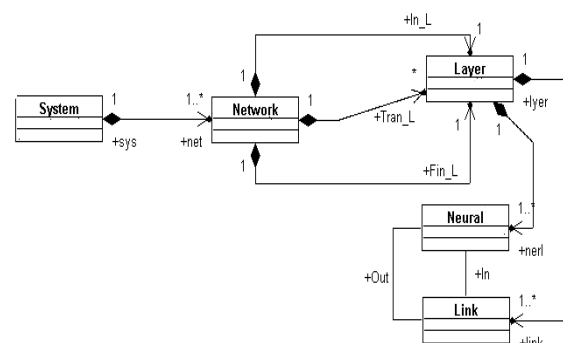 +In_L
1
1
Layer
1
*
+lyer
System
1
1..*
Network
1
+sys
+net
+Tran_L
1
1
1
+Fin_L
1..*
Neural
+nerl
+Out
+In
1..*
Link
+link